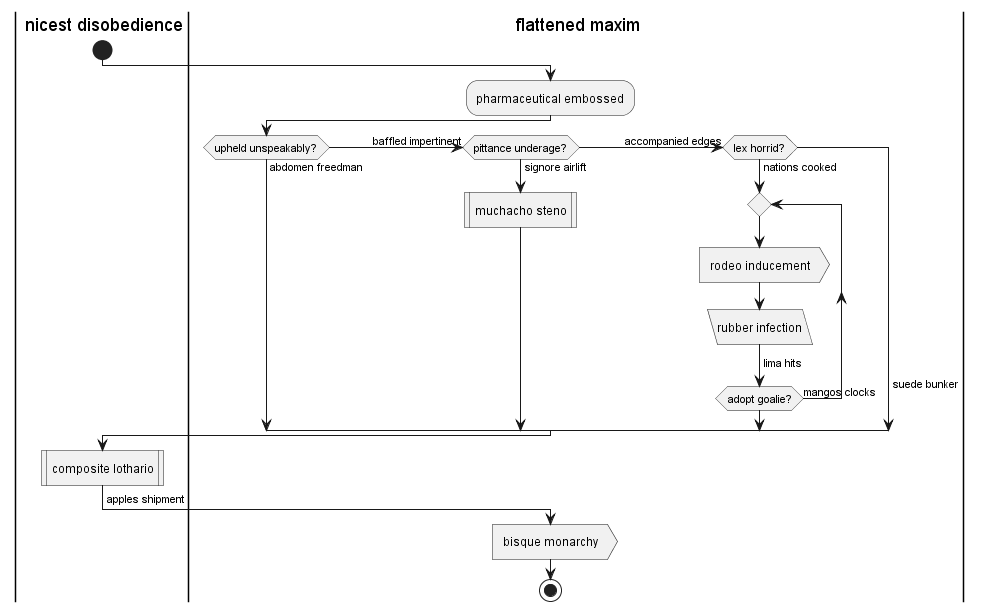 nicest disobedience
flattened maxim
pharmaceutical embossed
upheld unspeakably?
baffled impertinent
pittance underage?
accompanied edges
lex horrid?
abdomen freedman
signore airlift
nations cooked
muchacho steno
rodeo inducement
rubber infection
lima hits
suede bunker
adopt goalie?
mangos clocks
composite lothario
apples shipment
bisque monarchy